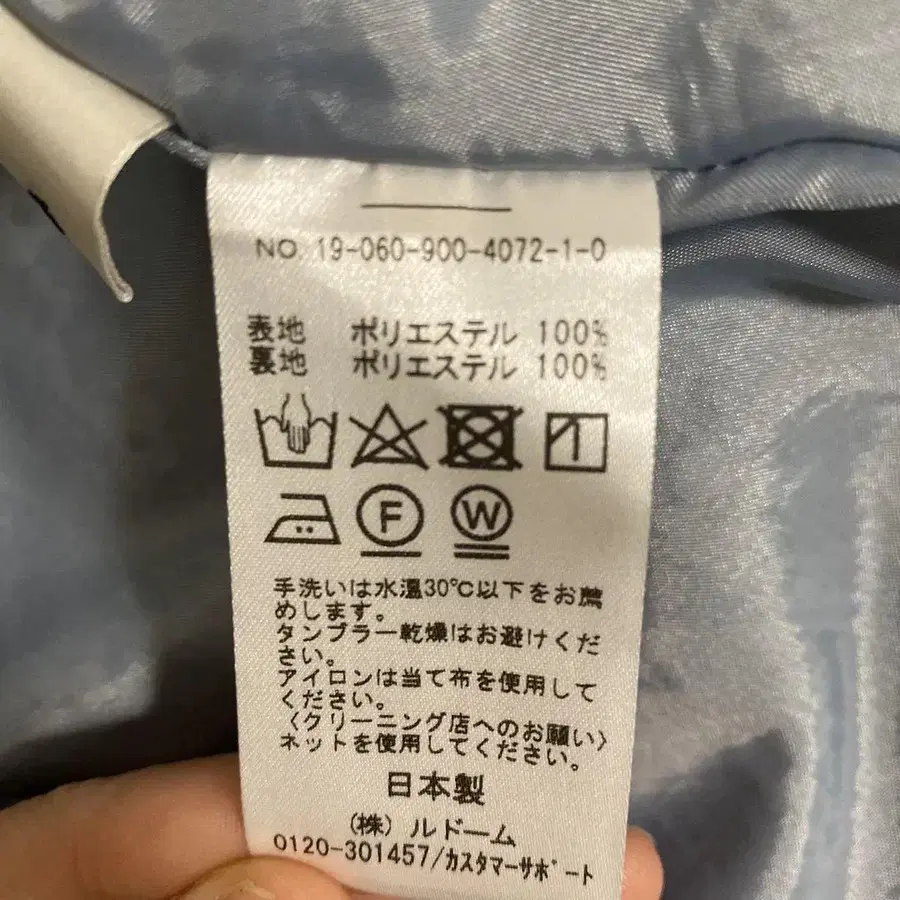 NO. 19-060-900-4072-1-0
表地 ポリエステル 100%
裏地 ポリエステル 100%
F W
手洗いは水温30℃以下をお薦
めします。
タンブラー乾燥はお避けくだ
さい。
アイロンは当て布を使用して
ください。
〈クリーニング店へのお願い〉
ネットを使用してください。
日本製
(株) ルドーム
0120-301457/カスタマーサポート